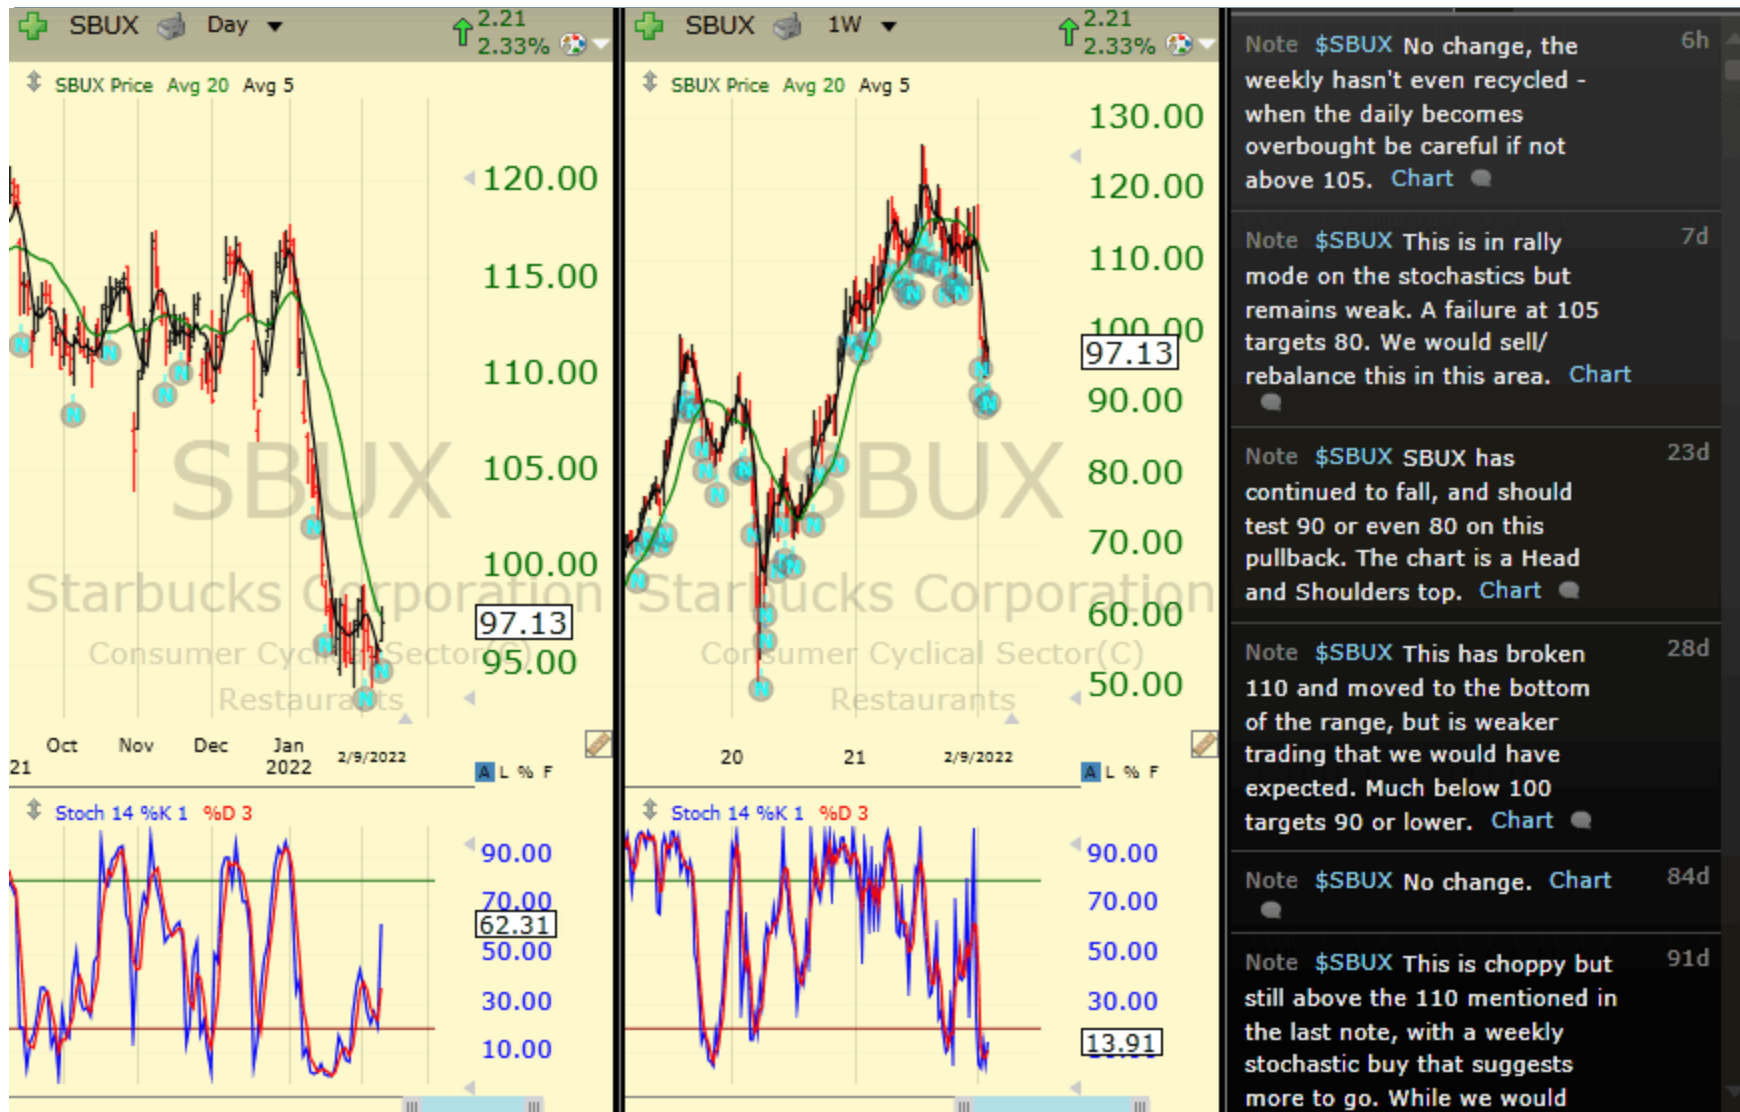 SBUX Day
2.21
2.33%
SBUX Price Avg 20 Avg 5
120.00
115.00
110.00
105.00
100.00
97.13
95.00
SBUX
Starbucks Corporation
Consumer Cyclical Sector(C)
Restaurants
Oct Nov Dec Jan
21 2022 2/9/2022
A L % F
Stoch 14 %K 1 %D 3
90.00
70.00
62.31
50.00
30.00
10.00
SBUX 1W
2.21
2.33%
SBUX Price Avg 20 Avg 5
130.00
120.00
110.00
100.00
97.13
90.00
80.00
70.00
60.00
50.00
SBUX
Starbucks Corporation
Consumer Cyclical Sector(C)
Restaurants
20 21 2/9/2022
A L % F
Stoch 14 %K 1 %D 3
90.00
70.00
50.00
30.00
13.91
Note $SBUX No change, the 6h
weekly hasn't even recycled -
when the daily becomes
overbought be careful if not
above 105. Chart
Note $SBUX This is in rally 7d
mode on the stochastics but
remains weak. A failure at 105
targets 80. We would sell/
rebalance this in this area. Chart
Note $SBUX SBUX has 23d
continued to fall, and should
test 90 or even 80 on this
pullback. The chart is a Head
and Shoulders top. Chart
Note $SBUX This has broken 28d
110 and moved to the bottom
of the range, but is weaker
trading that we would have
expected. Much below 100
targets 90 or lower. Chart
Note $SBUX No change. Chart 84d
Note $SBUX This is choppy but 91d
still above the 110 mentioned in
the last note, with a weekly
stochastic buy that suggests
more to go. While we would